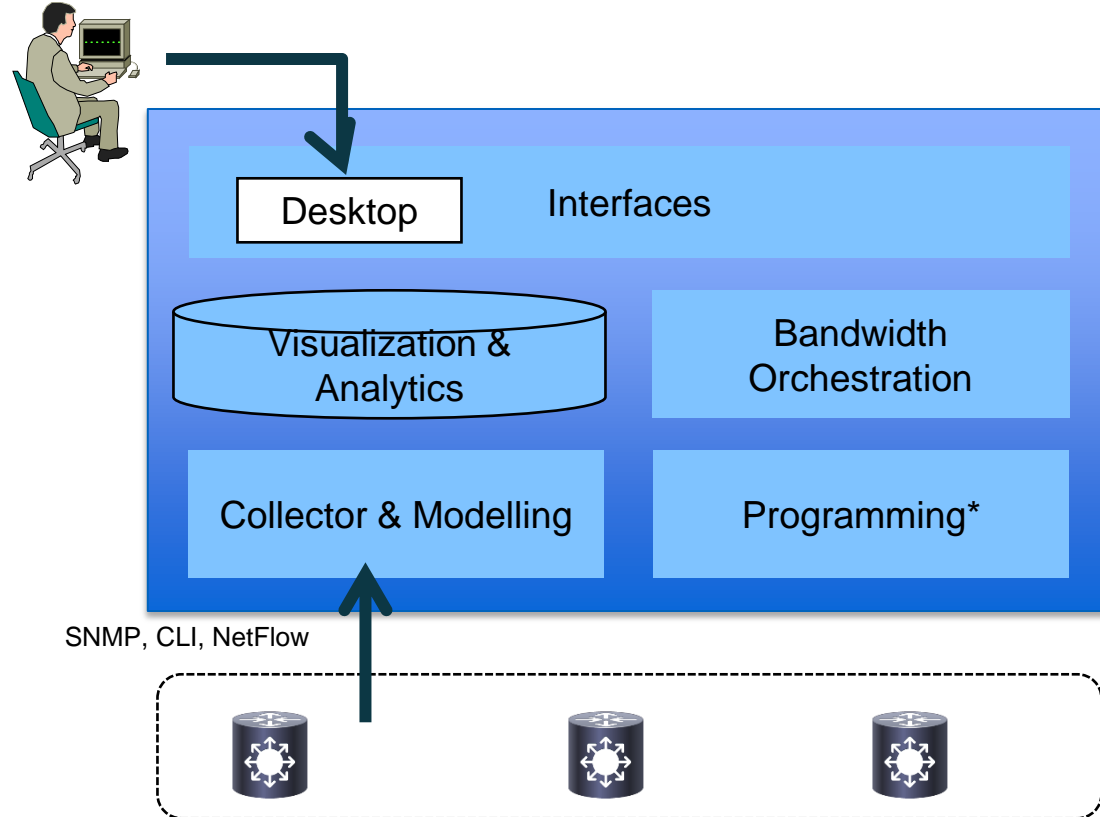 Desktop
Interfaces
Visualization &
Analytics
Bandwidth
Orchestration
Collector & Modelling
Programming*
SNMP, CLI, NetFlow